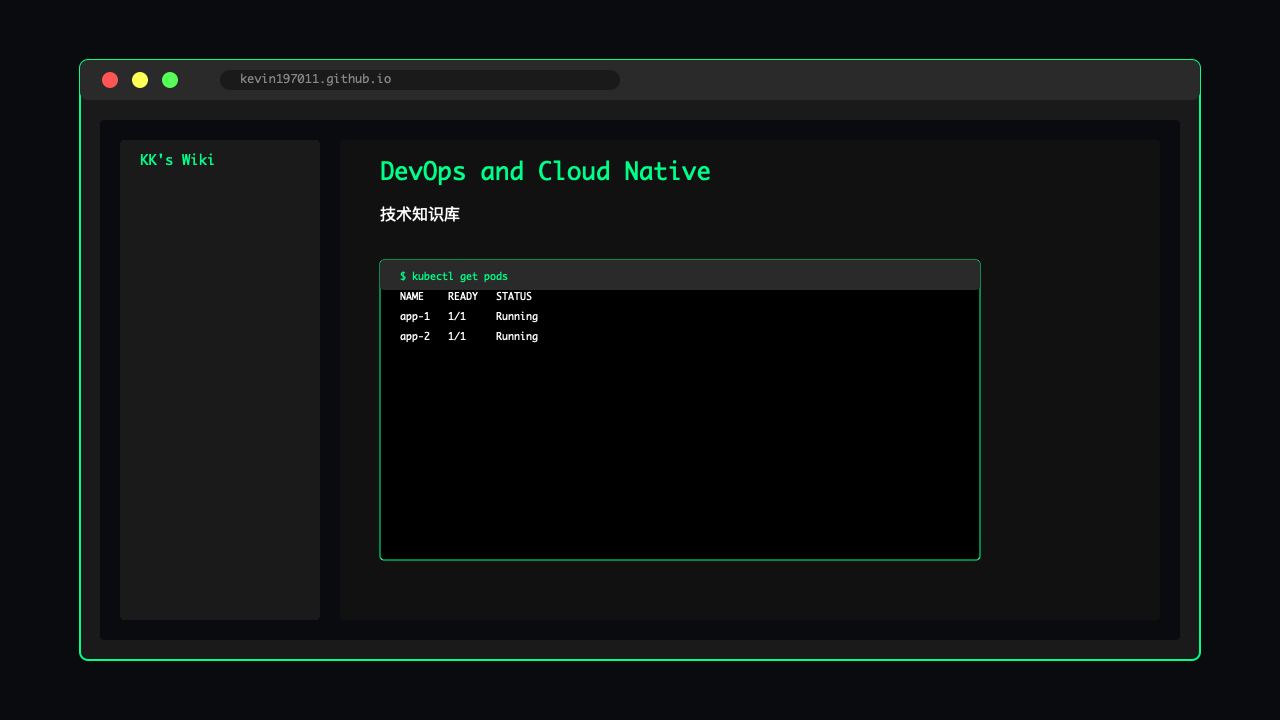 kevin197011.github.io
KK's Wiki
DevOps and Cloud Native
技术知识库
$ kubectl get pods
NAME    READY   STATUS
app-1   1/1     Running
app-2   1/1     Running